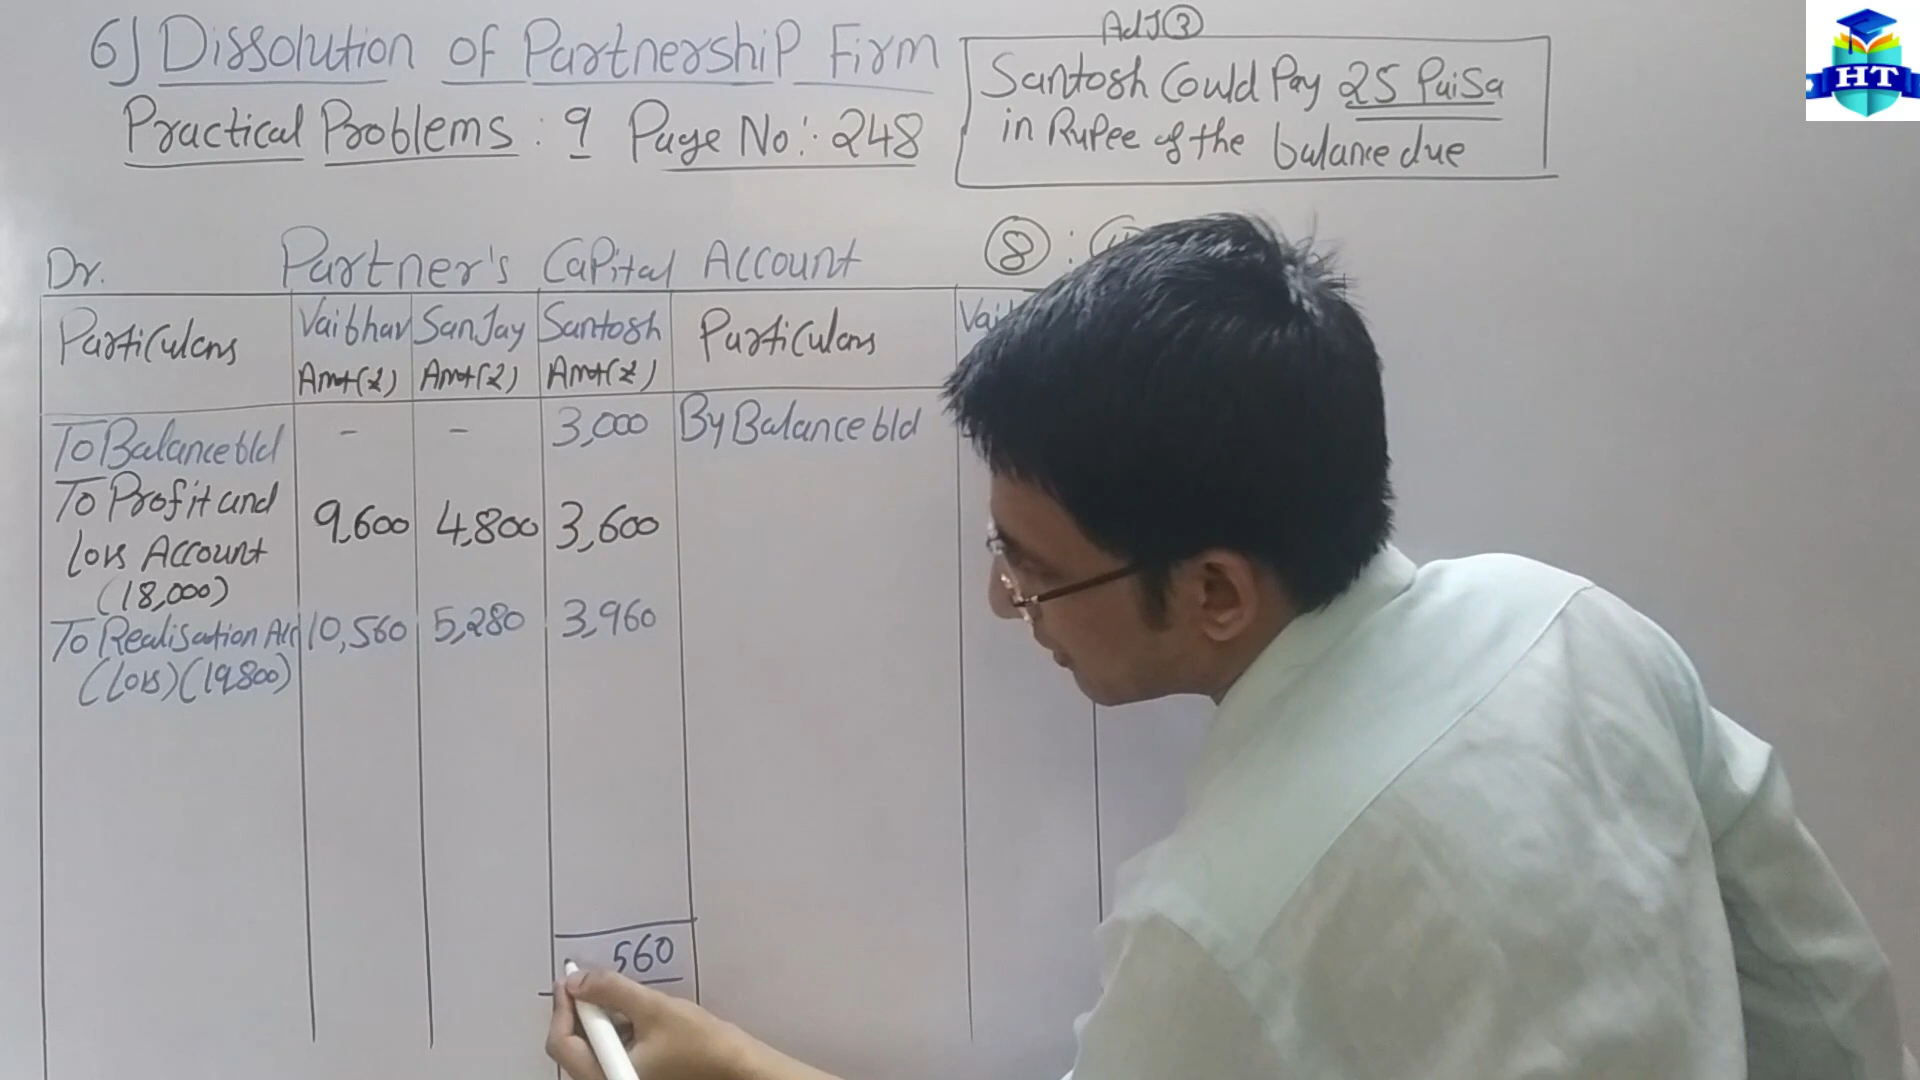 6) Dissolution of Partnership Firm
Practical Problems : 9 Page No:- 248
Adj 3
Santosh Could Pay 25 Paisa
in Rupee of the balance due
HT
Dr. Partner's Capital Account
8 :
Particulars Vaibhav Amt(₹) Sanjay Amt(₹) Santosh Amt(₹) Particulars
To Balance b/d - - 3,000 By Balance b/d
To Profit and
Loss Account 9,600 4,800 3,600
(18,000)
To Realisation A/c 10,560 5,280 3,960
(Loss) (19,800)
560